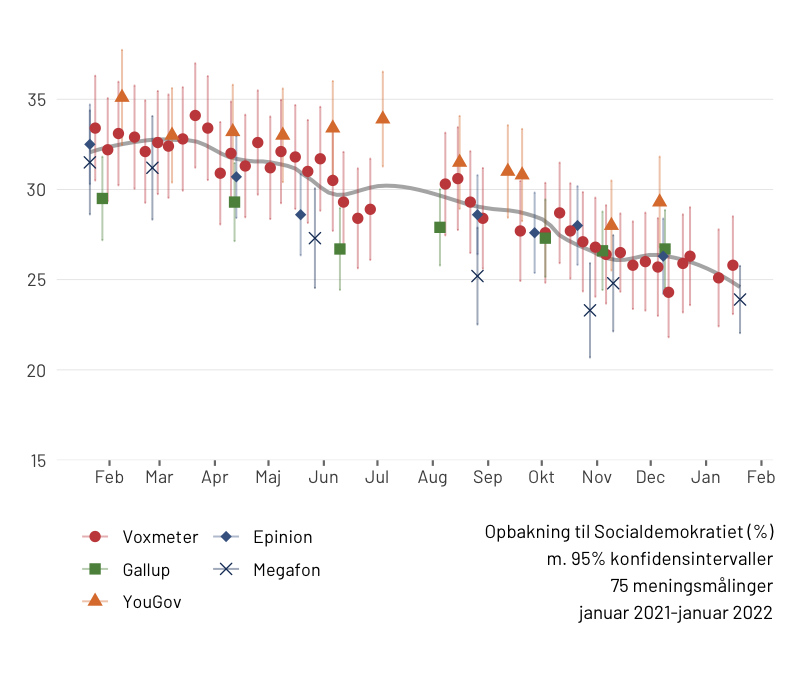 35
30
25
20
15
Feb Mar Apr Maj Jun Jul Aug Sep Okt Nov Dec Jan Feb
Voxmeter
Epinion
Gallup
Megafon
YouGov
Opbakning til Socialdemokratiet (%)
m. 95% konfidensintervaller
75 meningsmålinger
januar 2021-januar 2022